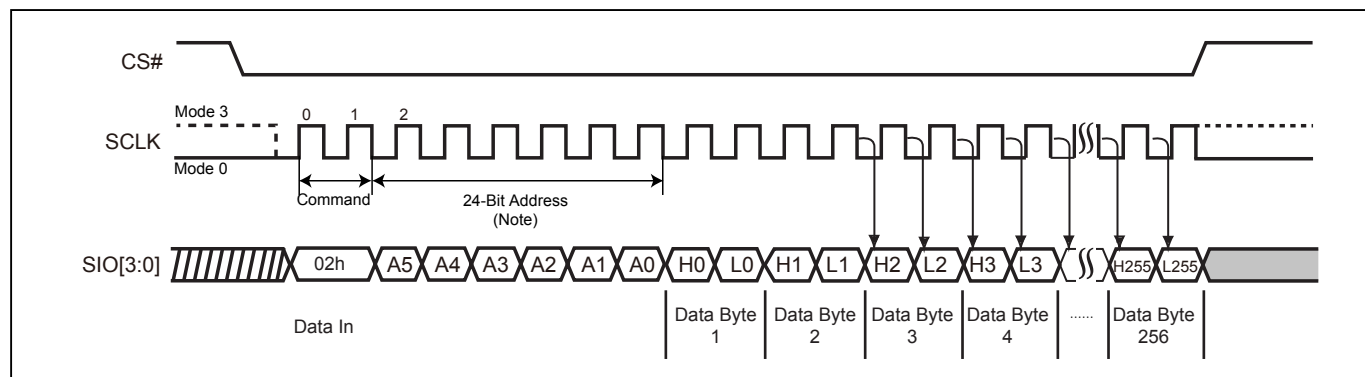 CS#
Mode 3
0 1 2
SCLK
Mode 0
Command
24-Bit Address
(Note)
SIO[3:0] 02h A5 A4 A3 A2 A1 A0 H0 L0 H1 L1 H2 L2 H3 L3 H255 L255
Data In
Data Byte
1
Data Byte
2
Data Byte
3
Data Byte
4
......
Data Byte
256